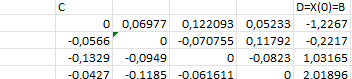 C D=X(0)=B
0 0,06977 0,122093 0,05233 -1,2267
-0,0566 0 -0,070755 0,11792 -0,2217
-0,1329 -0,0949 0 -0,0823 1,03165
-0,0427 -0,1185 -0,061611 0 2,01896